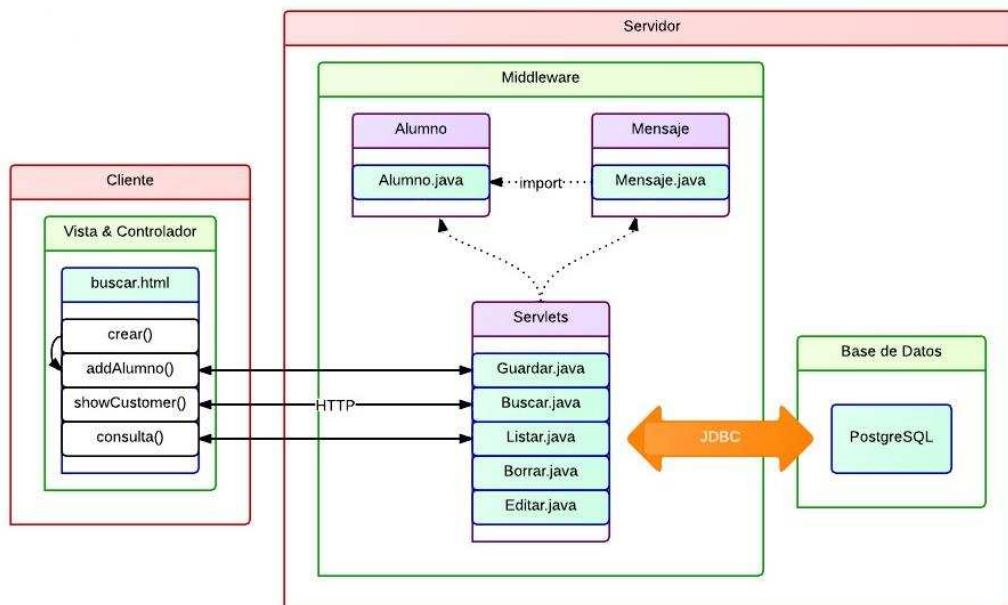 Servidor
Middleware
Alumno
Alumno.java
import
Mensaje
Mensaje.java
Cliente
Vista & Controlador
buscar.html
crear()
addAlumno()
showCustomer()
consulta()
HTTP
Servlets
Guardar.java
Buscar.java
Listar.java
Borrar.java
Editar.java
JDBC
Base de Datos
PostgreSQL